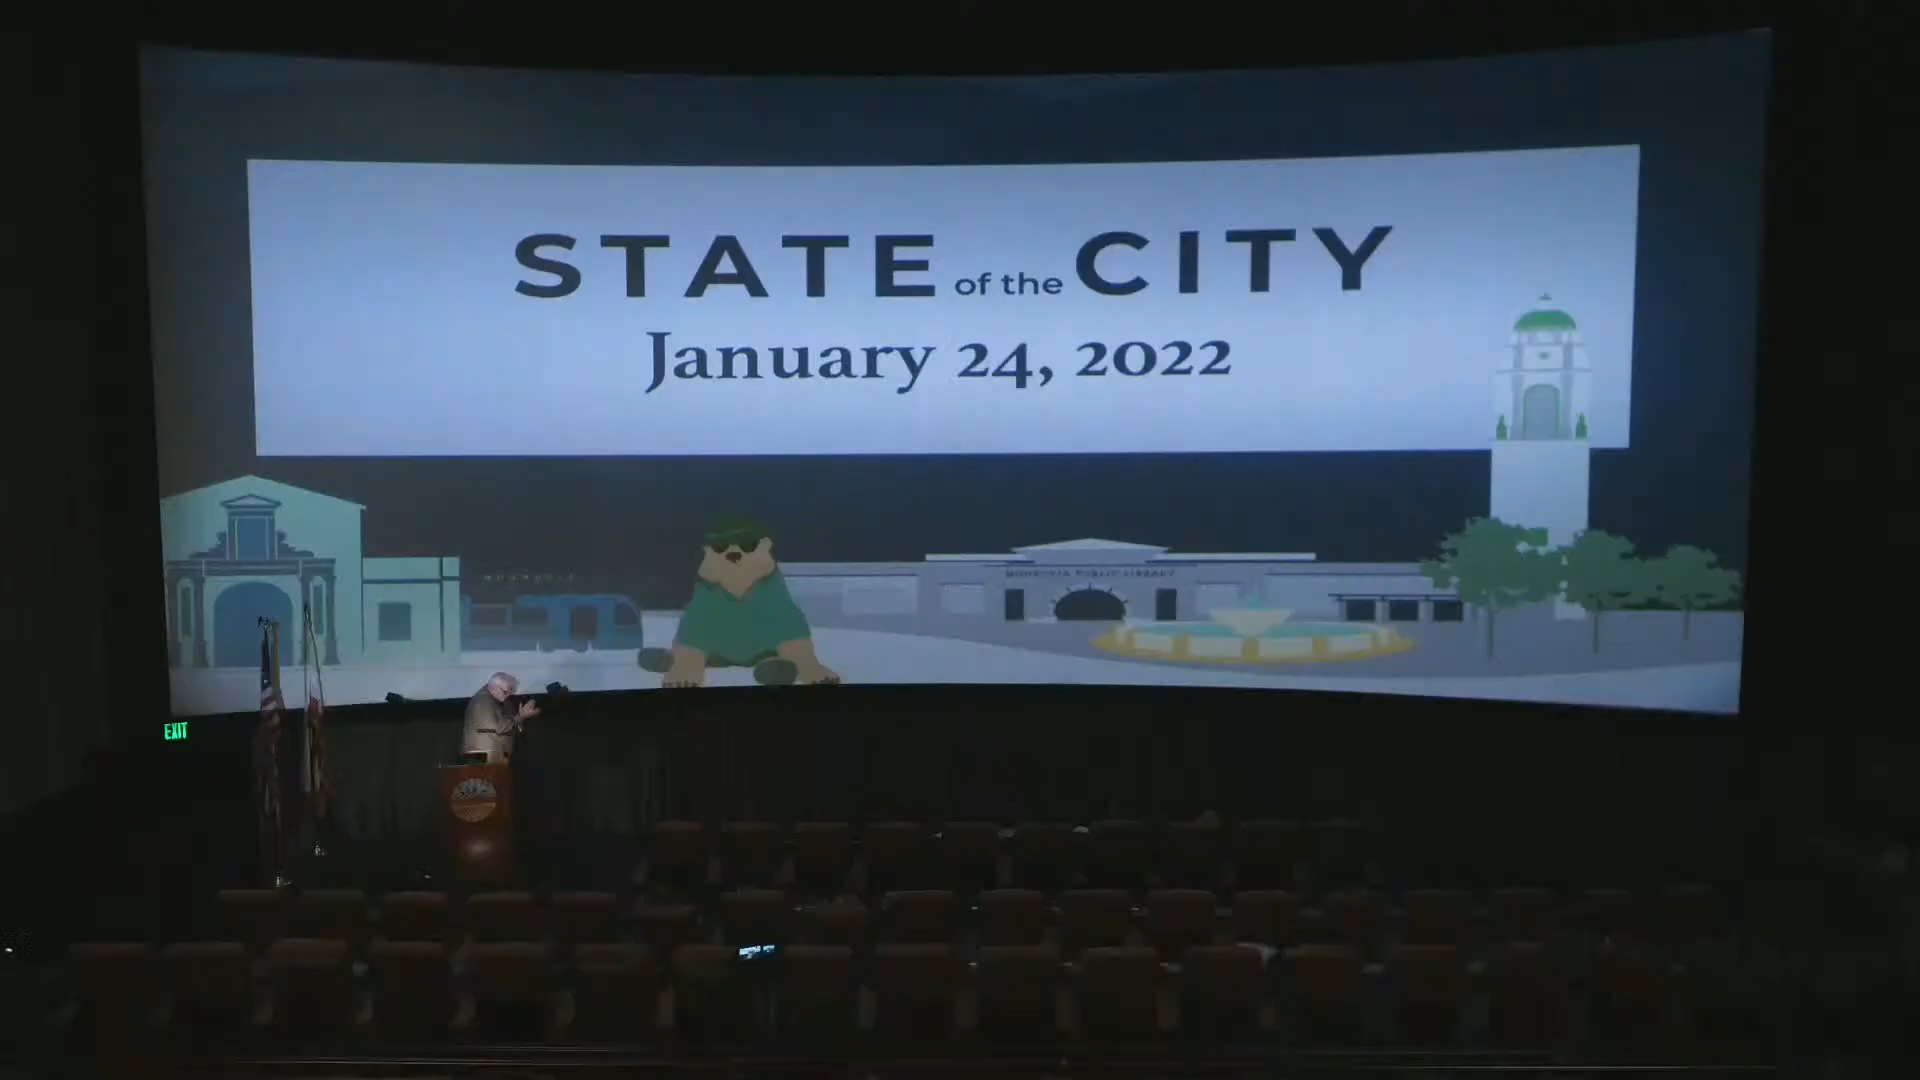 STATE of the CITY
January 24, 2022
MONROVIA PUBLIC LIBRARY
EXIT